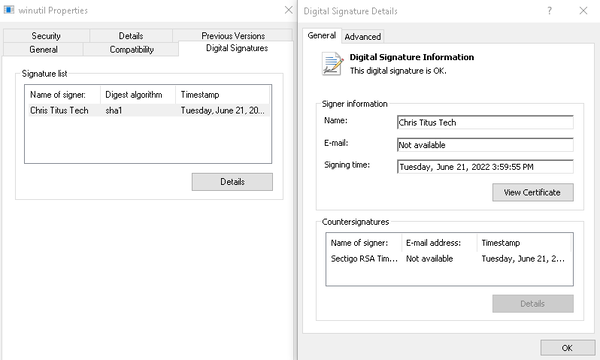 winutil Properties
Security Details Previous Versions
General Compatibility Digital Signatures
Signature list
Name of signer: Digest algorithm Timestamp
Chris Titus Tech sha1 Tuesday, June 21, 20...
Details
Digital Signature Details
General Advanced
Digital Signature Information
This digital signature is OK.
Signer information
Name: Chris Titus Tech
E-mail: Not available
Signing time: Tuesday, June 21, 2022 3:59:55 PM
View Certificate
Countersignatures
Name of signer: E-mail address: Timestamp
Sectigo RSA Tim... Not available Tuesday, June 21, 2...
Details
OK